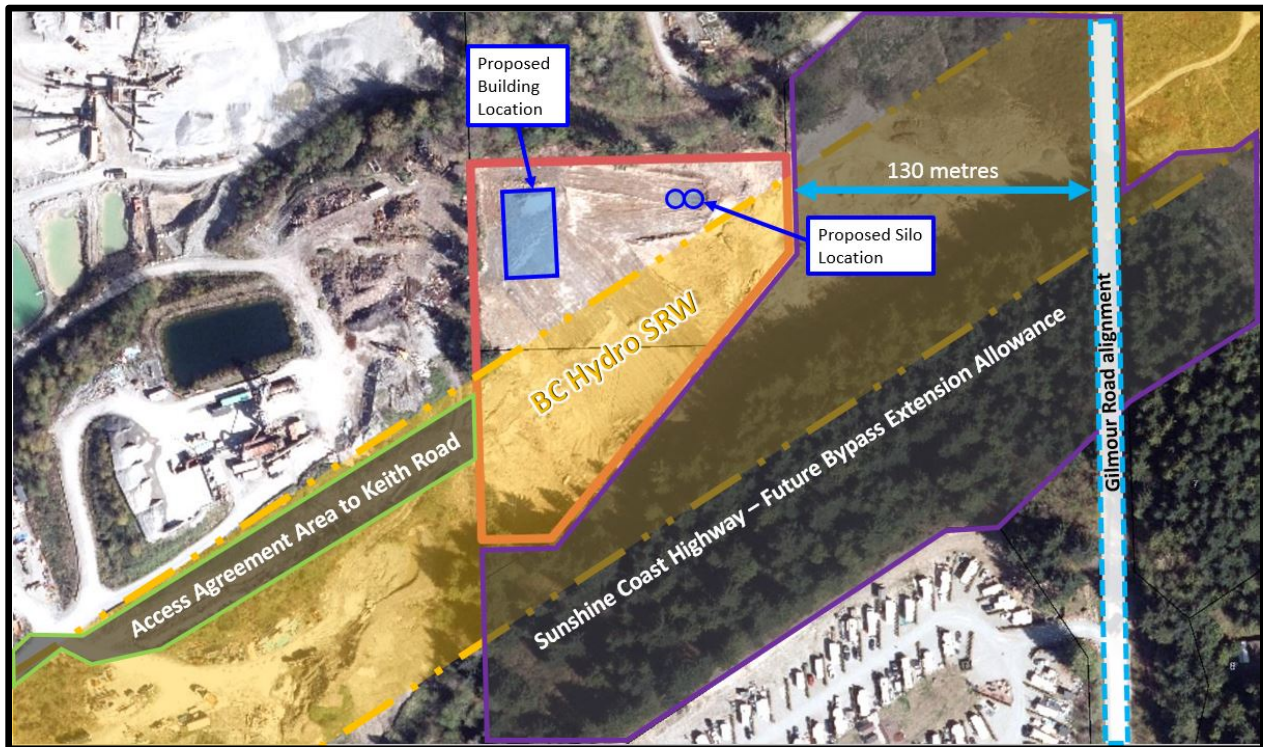 Proposed
Building
Location
130 metres
Proposed Silo
Location
BC Hydro SRW
Access Agreement Area to Keith Road
Sunshine Coast Highway – Future Bypass Extension Allowance
Gilmour Road alignment